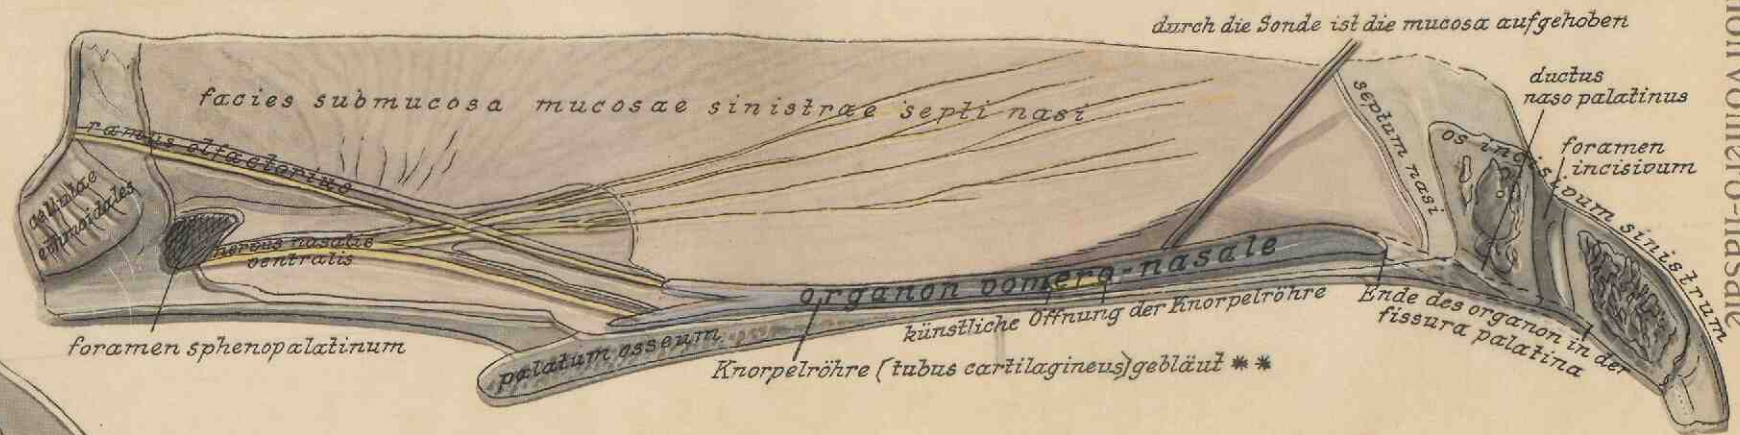 durch die Sonde ist die mucosa aufgehoben
facies submucosa mucosae sinistrae septi nasi
ductus
naso palatinus
septum nasi
os incisivum sinistrum
foramen
incisivum
ramus olfactorius
cellulae
ethmoidales
nervus nasalis
ventralis
organon vomero-nasale
foramen sphenopalatinum
palatum osseum
künstliche Öffnung der Knorpelröhre
Ende des organon in der
fissura palatina
Knorpelröhre (tubus cartilagineus) gebläut **
vomero-nasale